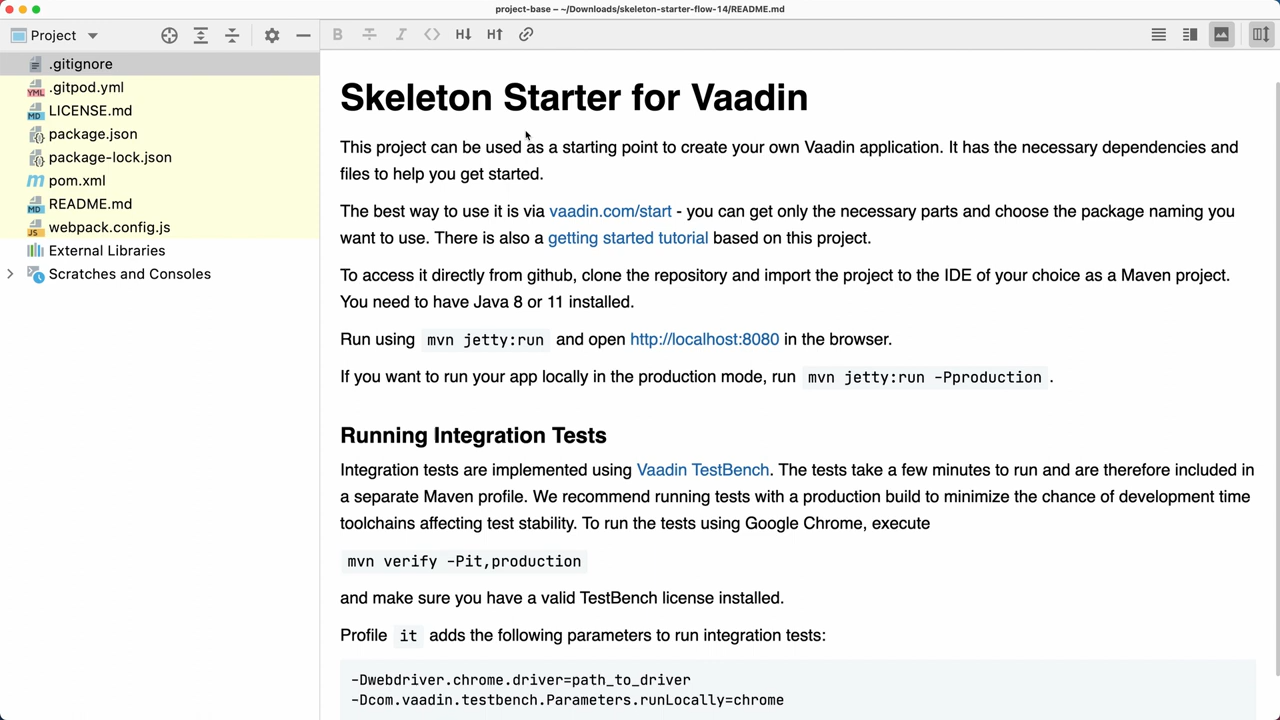 project-base – ~/Downloads/skeleton-starter-flow-14/README.md
Project
B I <> H↓ H↑
.gitignore
.gitpod.yml
LICENSE.md
package.json
package-lock.json
pom.xml
README.md
webpack.config.js
External Libraries
Scratches and Consoles
Skeleton Starter for Vaadin
This project can be used as a starting point to create your own Vaadin application. It has the necessary dependencies and
files to help you get started.
The best way to use it is via vaadin.com/start - you can get only the necessary parts and choose the package naming you
want to use. There is also a getting started tutorial based on this project.
To access it directly from github, clone the repository and import the project to the IDE of your choice as a Maven project.
You need to have Java 8 or 11 installed.
Run using mvn jetty:run and open http://localhost:8080 in the browser.
If you want to run your app locally in the production mode, run mvn jetty:run -Pproduction .
Running Integration Tests
Integration tests are implemented using Vaadin TestBench. The tests take a few minutes to run and are therefore included in
a separate Maven profile. We recommend running tests with a production build to minimize the chance of development time
toolchains affecting test stability. To run the tests using Google Chrome, execute
mvn verify -Pit,production
and make sure you have a valid TestBench license installed.
Profile it adds the following parameters to run integration tests:
-Dwebdriver.chrome.driver=path_to_driver
-Dcom.vaadin.testbench.Parameters.runLocally=chrome